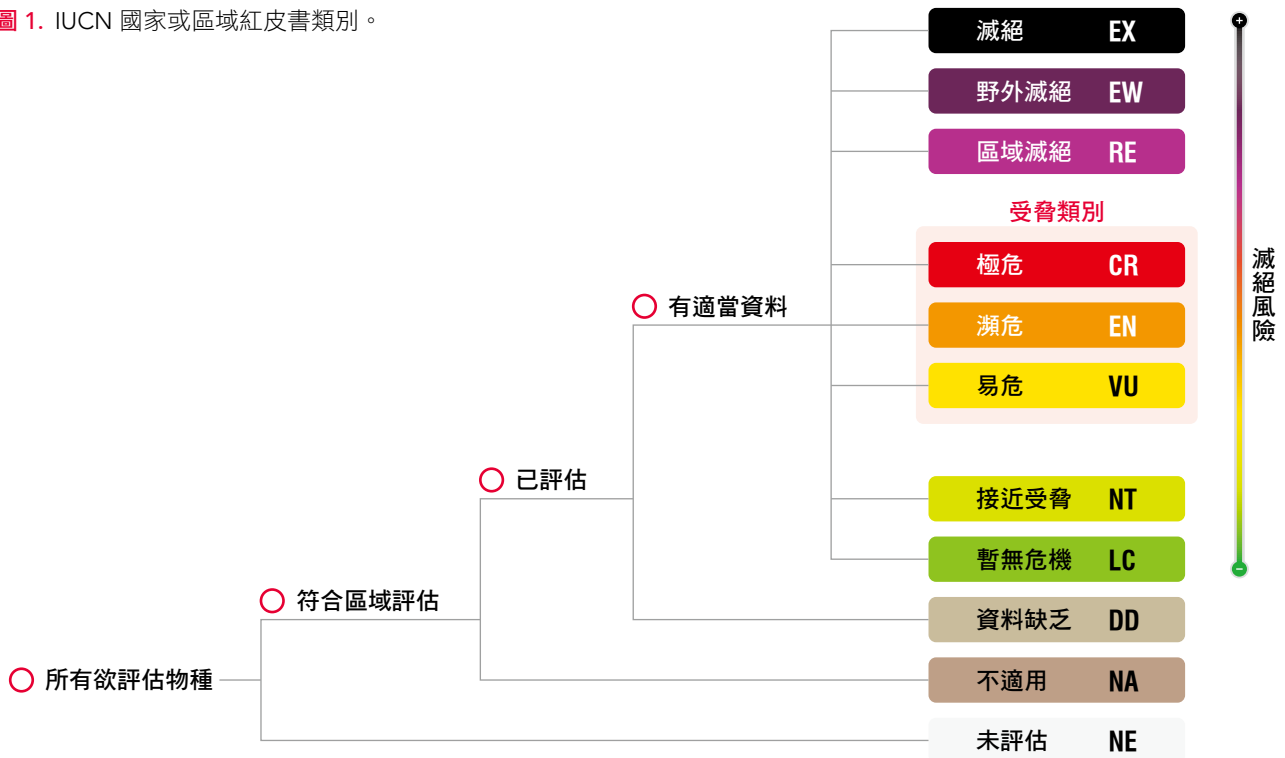 圖 1. IUCN 國家或區域紅皮書類別。
滅絕 EX
野外滅絕 EW
區域滅絕 RE
受脅類別
極危 CR
有適當資料
瀕危 EN
易危 VU
滅絕風險
已評估
接近受脅 NT
暫無危機 LC
符合區域評估
資料缺乏 DD
所有欲評估物種
不適用 NA
未評估 NE